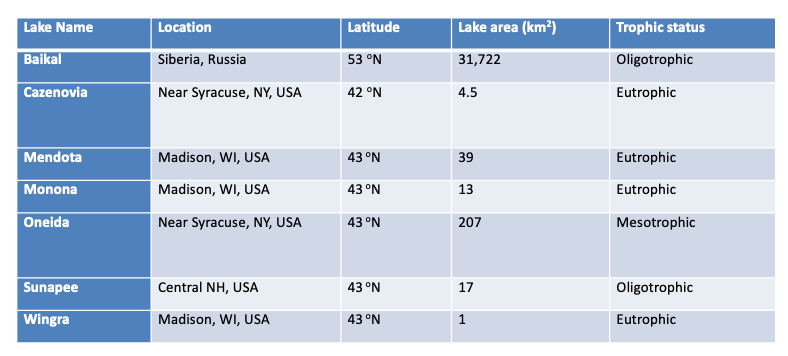 Lake Name Location Latitude Lake area (km²) Trophic status
Baikal Siberia, Russia 53 °N 31,722 Oligotrophic
Cazenovia Near Syracuse, NY, USA 42 °N 4.5 Eutrophic
Mendota Madison, WI, USA 43 °N 39 Eutrophic
Monona Madison, WI, USA 43 °N 13 Eutrophic
Oneida Near Syracuse, NY, USA 43 °N 207 Mesotrophic
Sunapee Central NH, USA 43 °N 17 Oligotrophic
Wingra Madison, WI, USA 43 °N 1 Eutrophic